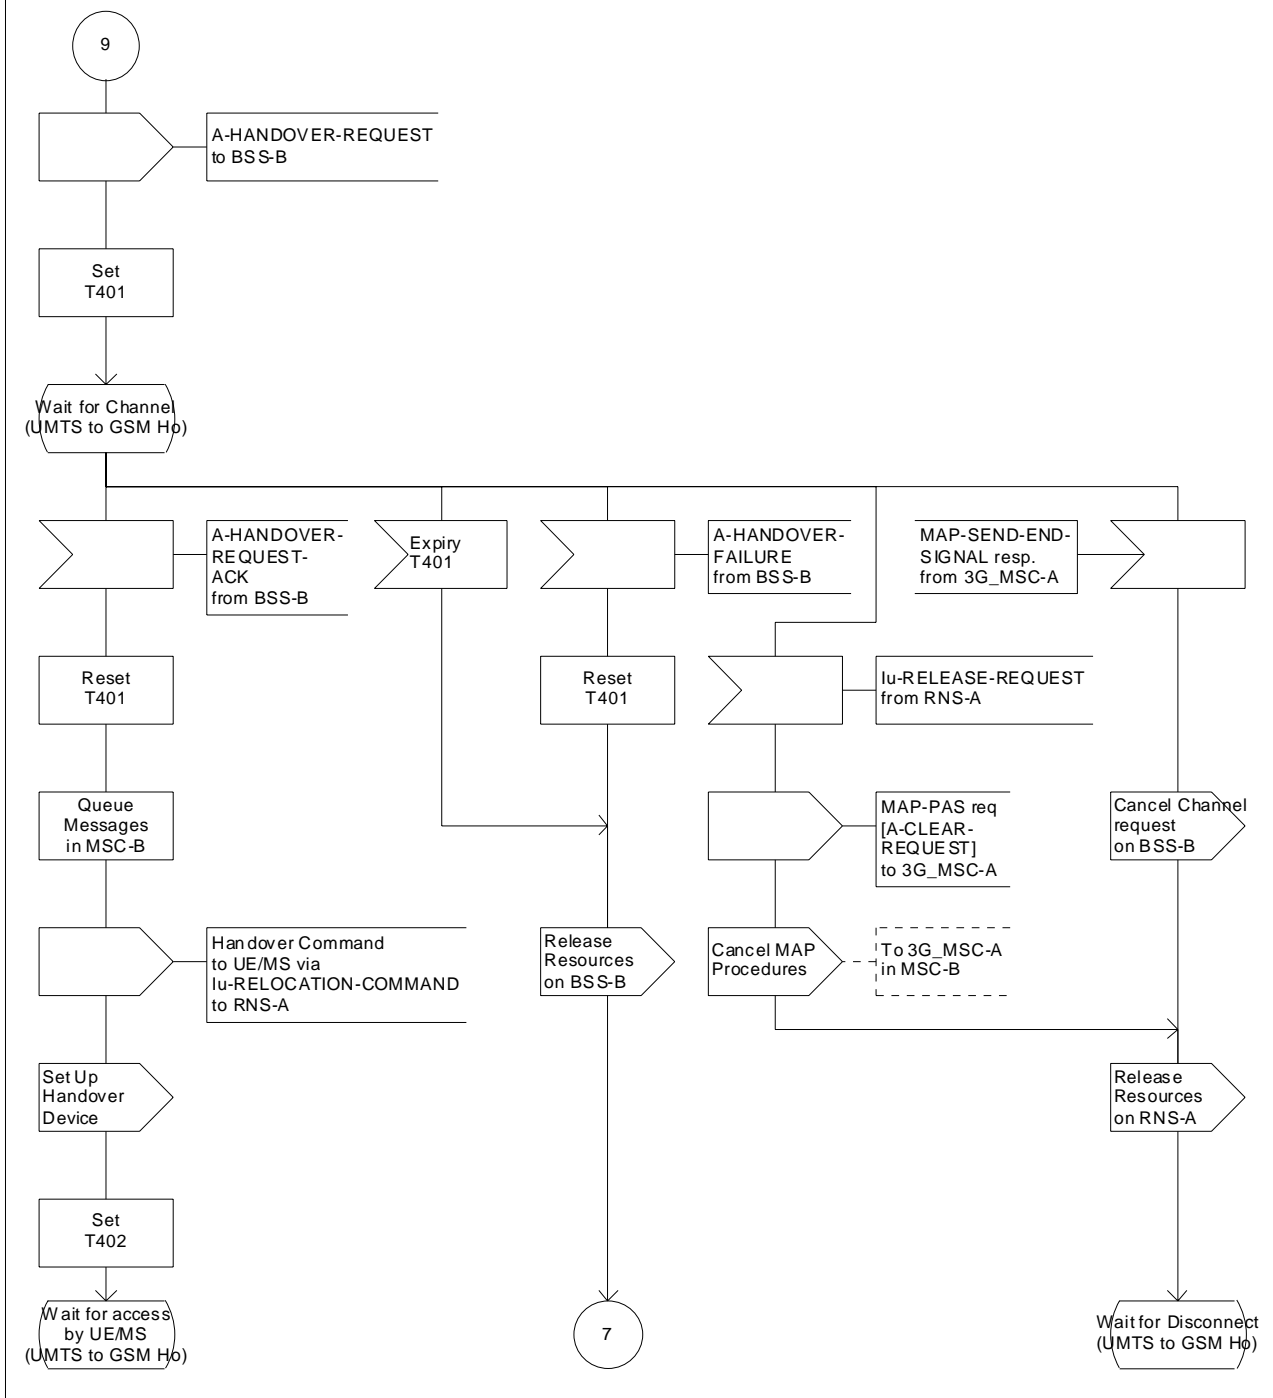 9
A-HANDOVER-REQUEST
to BSS-B
Set
T401
Wait for Channel
(UMTS to GSM Ho)
A-HANDOVER-
REQUEST-
ACK
from BSS-B
Expiry
T401
A-HANDOVER-
FAILURE
from BSS-B
MAP-SEND-END-
SIGNAL resp.
from 3G_MSC-A
Reset
T401
Reset
T401
Iu-RELEASE-REQUEST
from RNS-A
Queue
Messages
in MSC-B
MAP-PAS req
[A-CLEAR-
REQUEST]
to 3G_MSC-A
Cancel Channel
request
on BSS-B
Handover Command
to UE/MS via
Iu-RELOCATION-COMMAND
to RNS-A
Release
Resources
on BSS-B
Cancel MAP
Procedures
To 3G_MSC-A
in MSC-B
Set Up
Handover
Device
Release
Resources
on RNS-A
Set
T402
Wait for access
by UE/MS
(UMTS to GSM Ho)
7
Wait for Disconnect
(UMTS to GSM Ho)